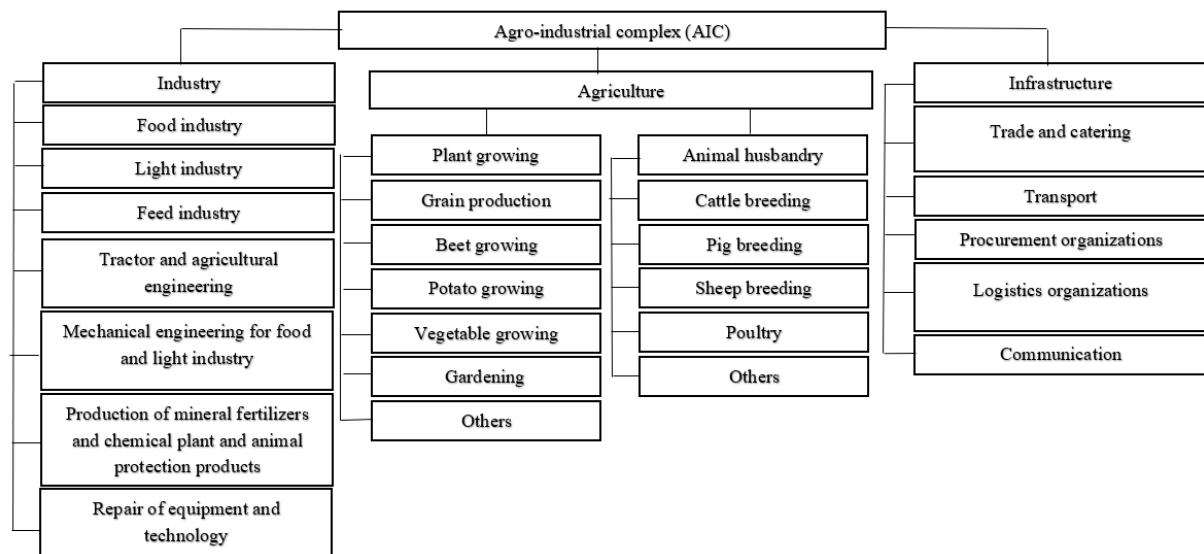 Agro-industrial complex (AIC)
Industry
Food industry
Light industry
Feed industry
Tractor and agricultural
engineering
Mechanical engineering for food
and light industry
Production of mineral fertilizers
and chemical plant and animal
protection products
Repair of equipment and
technology
Agriculture
Plant growing
Grain production
Beet growing
Potato growing
Vegetable growing
Gardening
Others
Animal husbandry
Cattle breeding
Pig breeding
Sheep breeding
Poultry
Others
Infrastructure
Trade and catering
Transport
Procurement organizations
Logistics organizations
Communication